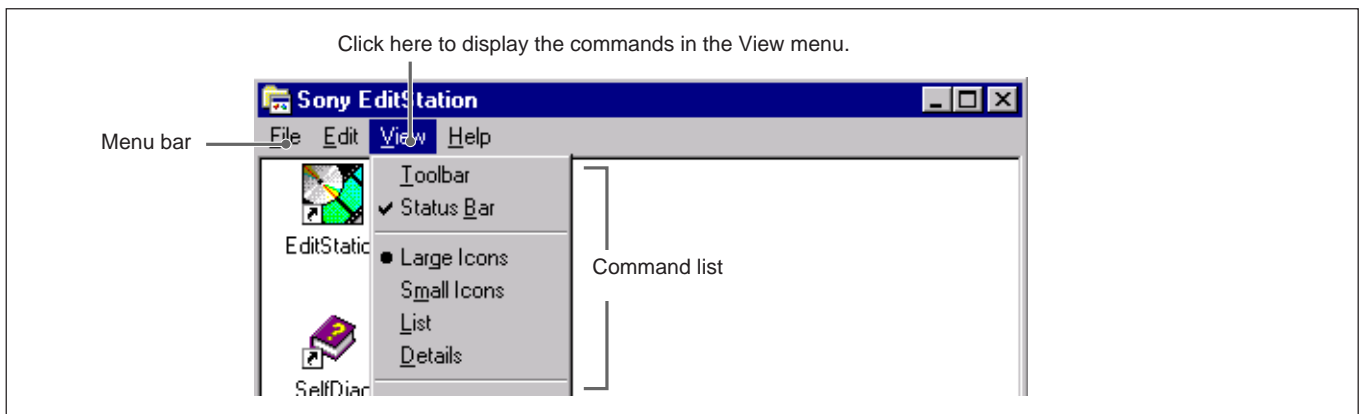 Click here to display the commands in the View menu.
Sony EditStation
Menu bar
File Edit View Help
Toolbar
Status Bar
EditStatio
Large Icons
Command list
Small Icons
List
Details
SelfDiag